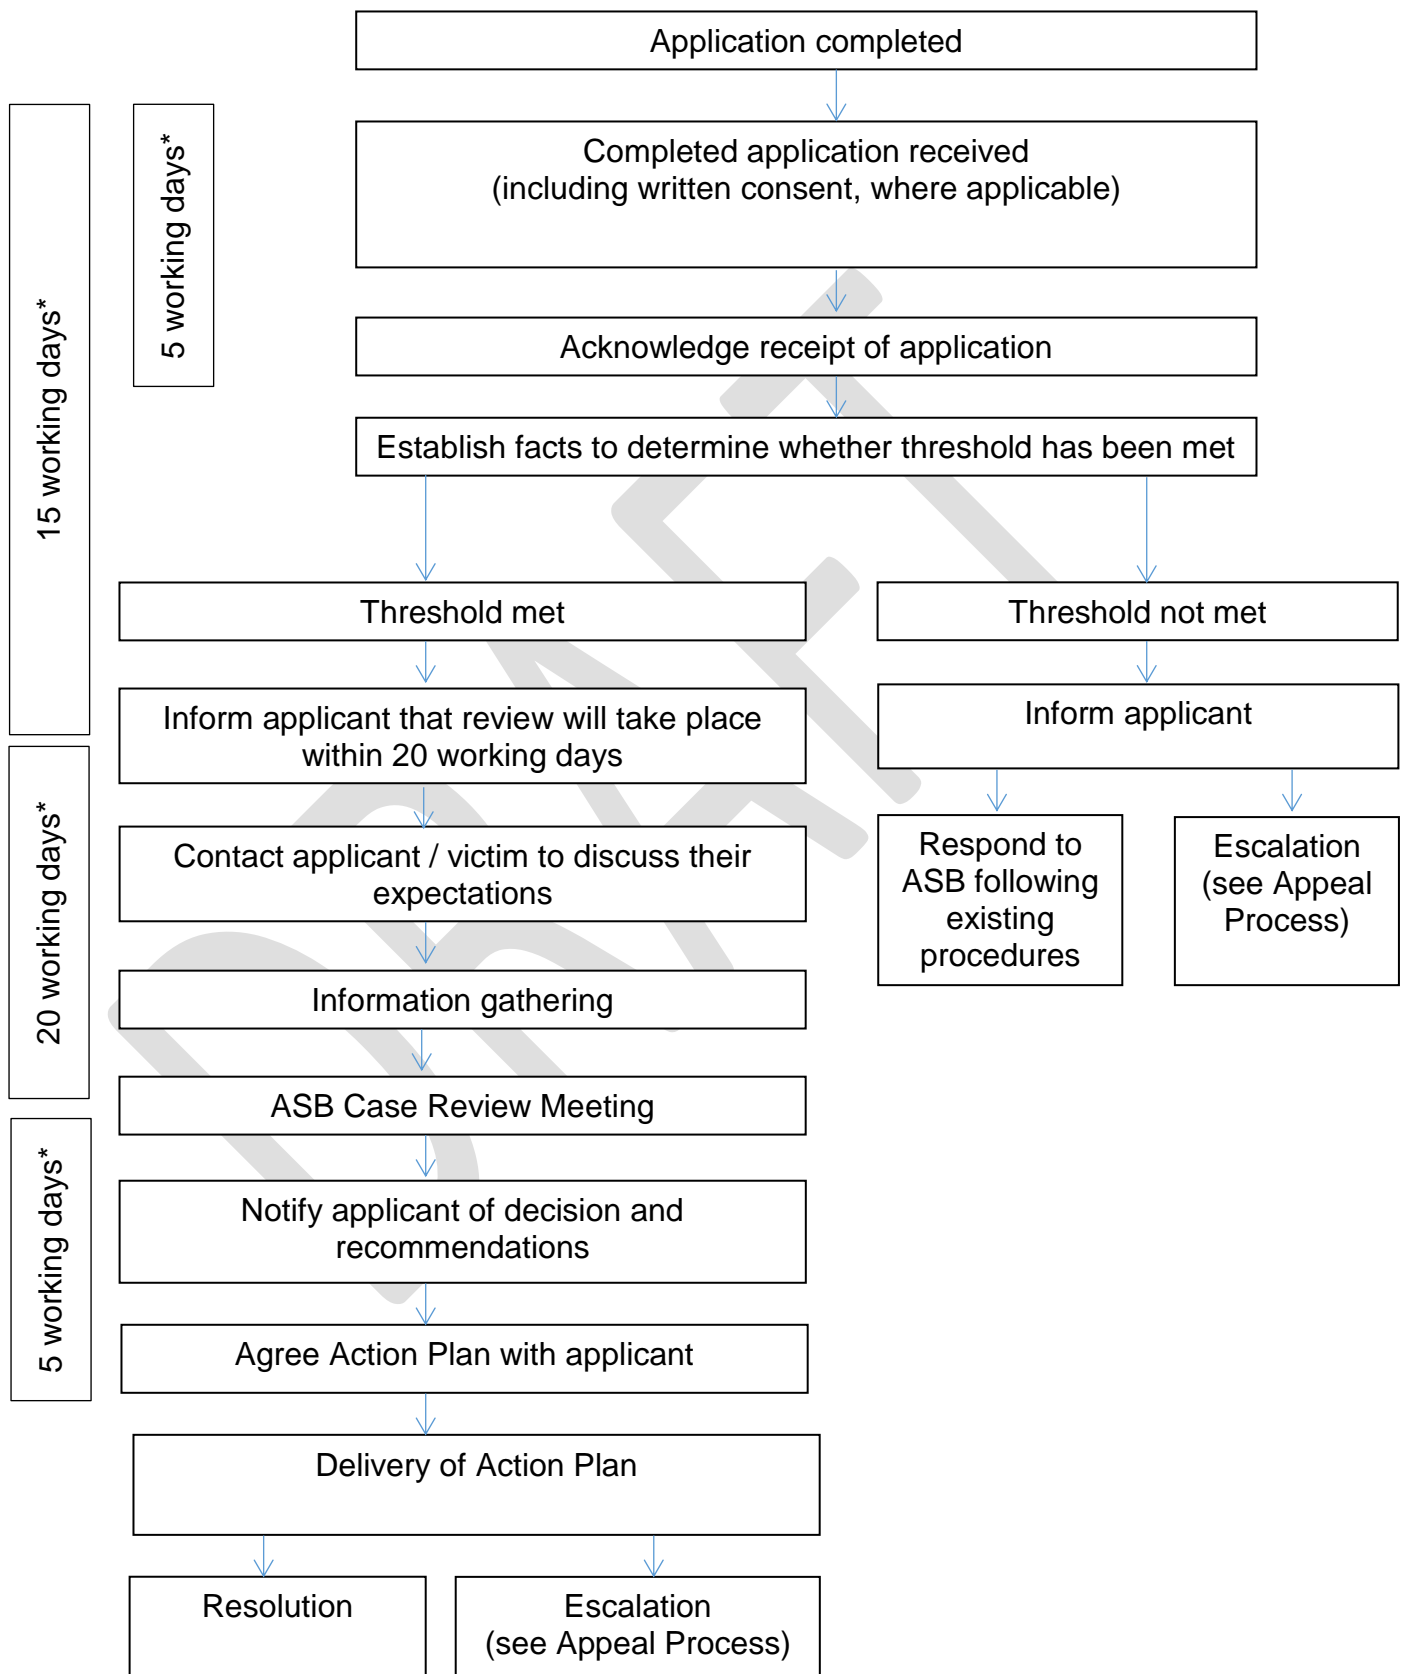 Application completed
15 working days*
5 working days*
Completed application received
(including written consent, where applicable)
Acknowledge receipt of application
Establish facts to determine whether threshold has been met
Threshold met
Threshold not met
Inform applicant that review will take place
within 20 working days
Inform applicant
20 working days*
Contact applicant / victim to discuss their
expectations
Respond to
ASB following
existing
procedures
Escalation
(see Appeal
Process)
Information gathering
ASB Case Review Meeting
5 working days*
Notify applicant of decision and
recommendations
Agree Action Plan with applicant
Delivery of Action Plan
Resolution
Escalation
(see Appeal Process)
DRAFT